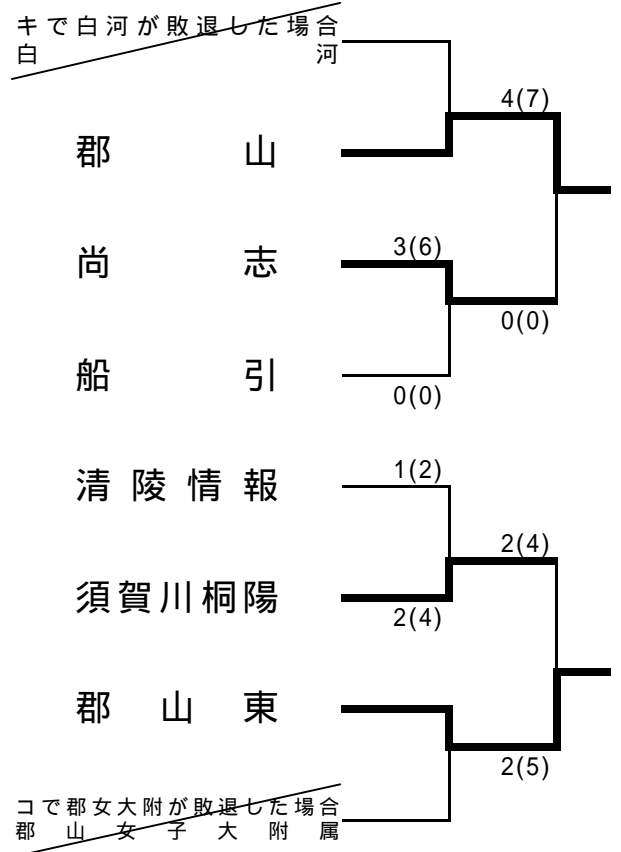 キで白河が敗退した場合
白河
4(7)
郡山
尚志
3(6)
0(0)
船引
0(0)
清陵情報
1(2)
2(4)
須賀川桐陽
2(4)
郡山東
2(5)
コで郡女大附が敗退した場合
郡山女子大附属